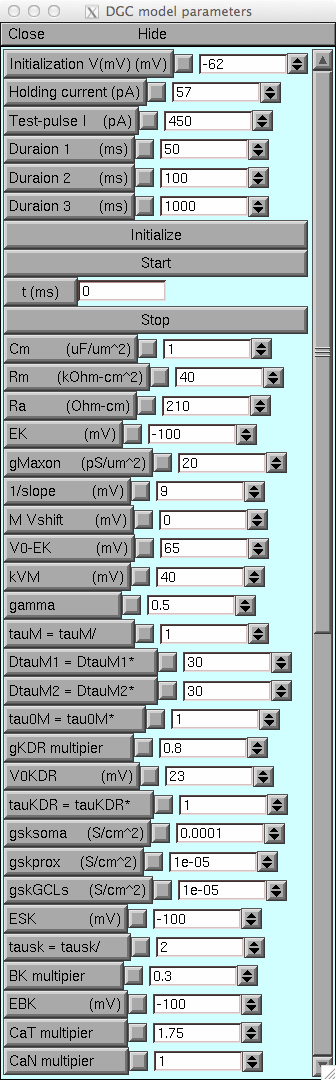 DGC model parameters
Close Hide
Initialization V(mV) (mV) -62
Holding current (pA) 57
Test-pulse I (pA) 450
Duraion 1 (ms) 50
Duraion 2 (ms) 100
Duraion 3 (ms) 1000
Initialize
Start
t (ms) 0
Stop
Cm (uF/um^2) 1
Rm (kOhm-cm^2) 40
Ra (Ohm-cm) 210
EK (mV) -100
gMaxon (pS/um^2) 20
1/slope (mV) 9
M Vshift (mV) 0
V0-EK (mV) 65
kVM (mV) 40
gamma 0.5
tauM = tauM/ 1
DtauM1 = DtauM1* 30
DtauM2 = DtauM2* 30
tau0M = tau0M* 1
gKDR multipier 0.8
V0KDR (mV) 23
tauKDR = tauKDR* 1
gsksoma (S/cm^2) 0.0001
gskprox (S/cm^2) 1e-05
gskGCLs (S/cm^2) 1e-05
ESK (mV) -100
tausk = tausk/ 2
BK multipier 0.3
EBK (mV) -100
CaT multipier 1.75
CaN multipier 1